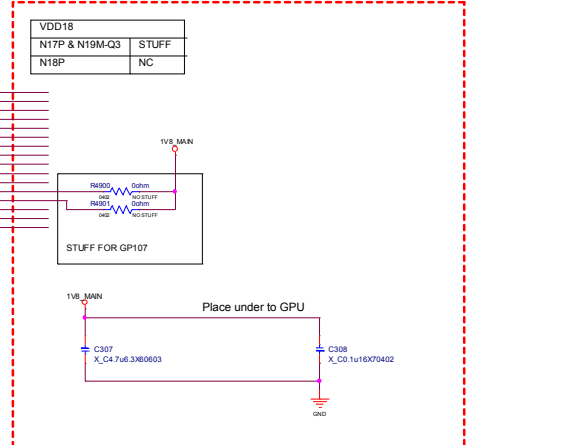 VDD18
N17P & N19M-Q3 STUFF
N18P NC
1V8_MAIN
R4900 0ohm
0402 NO STUFF
R4901 0ohm
0402 NO STUFF
STUFF FOR GP107
1V8_MAIN
Place under to GPU
C307
X_C4.7u6.3X60603
C308
X_C0.1u16X70402
GND